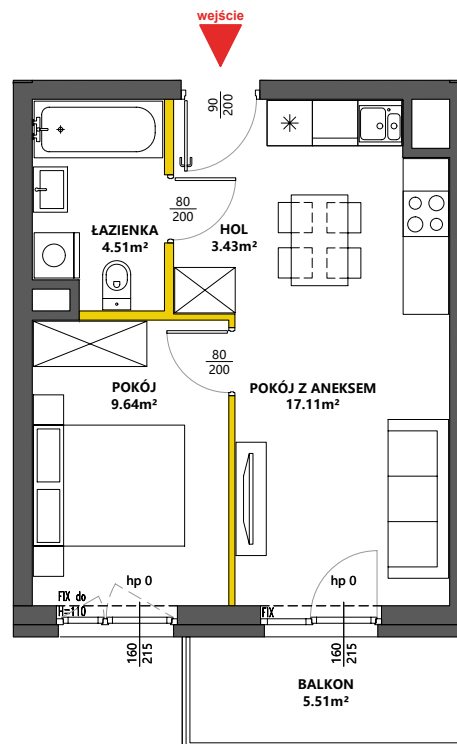 wejście
90
200
80
200
ŁAZIENKA
4.51m²
HOL
3.43m²
80
200
POKÓJ
9.64m²
POKÓJ Z ANEKSEM
17.11m²
hp 0
hp 0
FIX do
H=110
FIX
160
215
160
215
BALKON
5.51m²